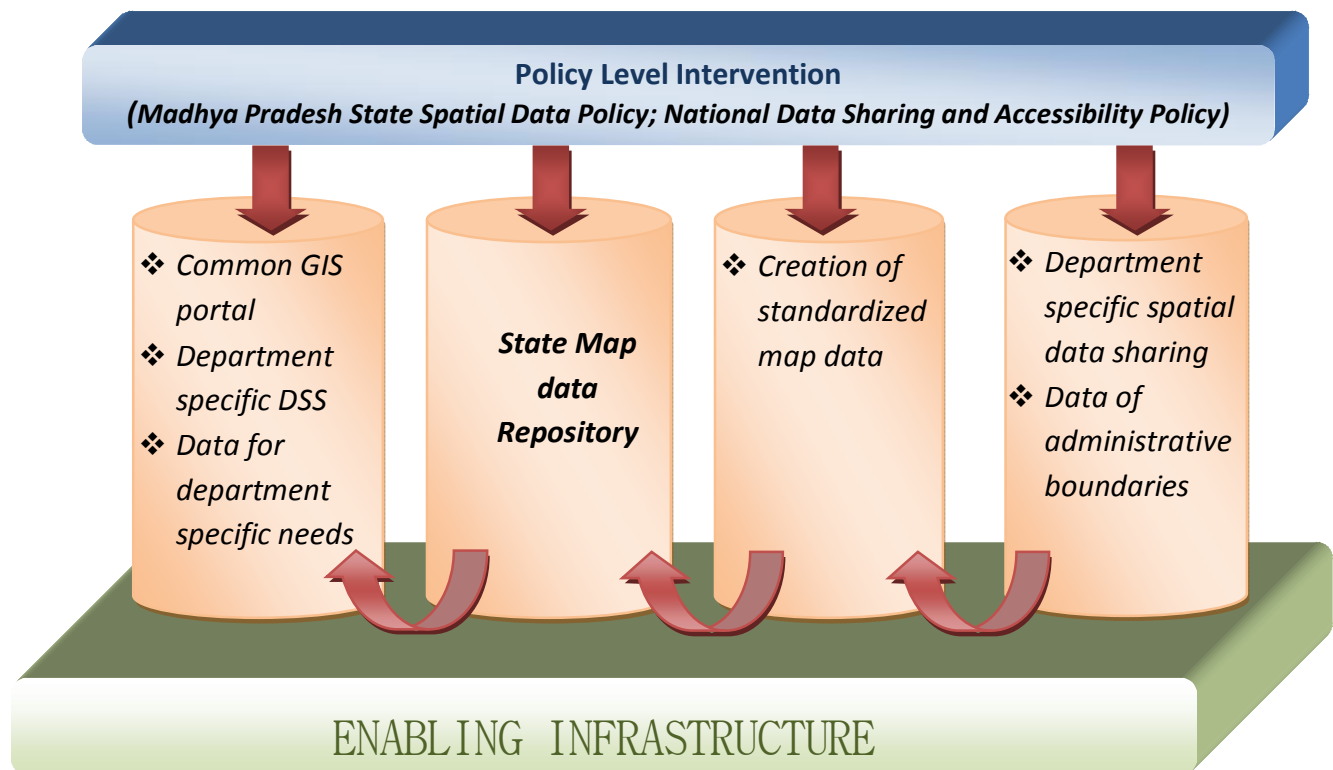 Policy Level Intervention
(Madhya Pradesh State Spatial Data Policy; National Data Sharing and Accessibility Policy)
❖ Common GIS
portal
❖ Department
specific DSS
❖ Data for
department
specific needs
State Map
data
Repository
❖ Creation of
standardized
map data
❖ Department
specific spatial
data sharing
❖ Data of
administrative
boundaries
ENABLING INFRASTRUCTURE